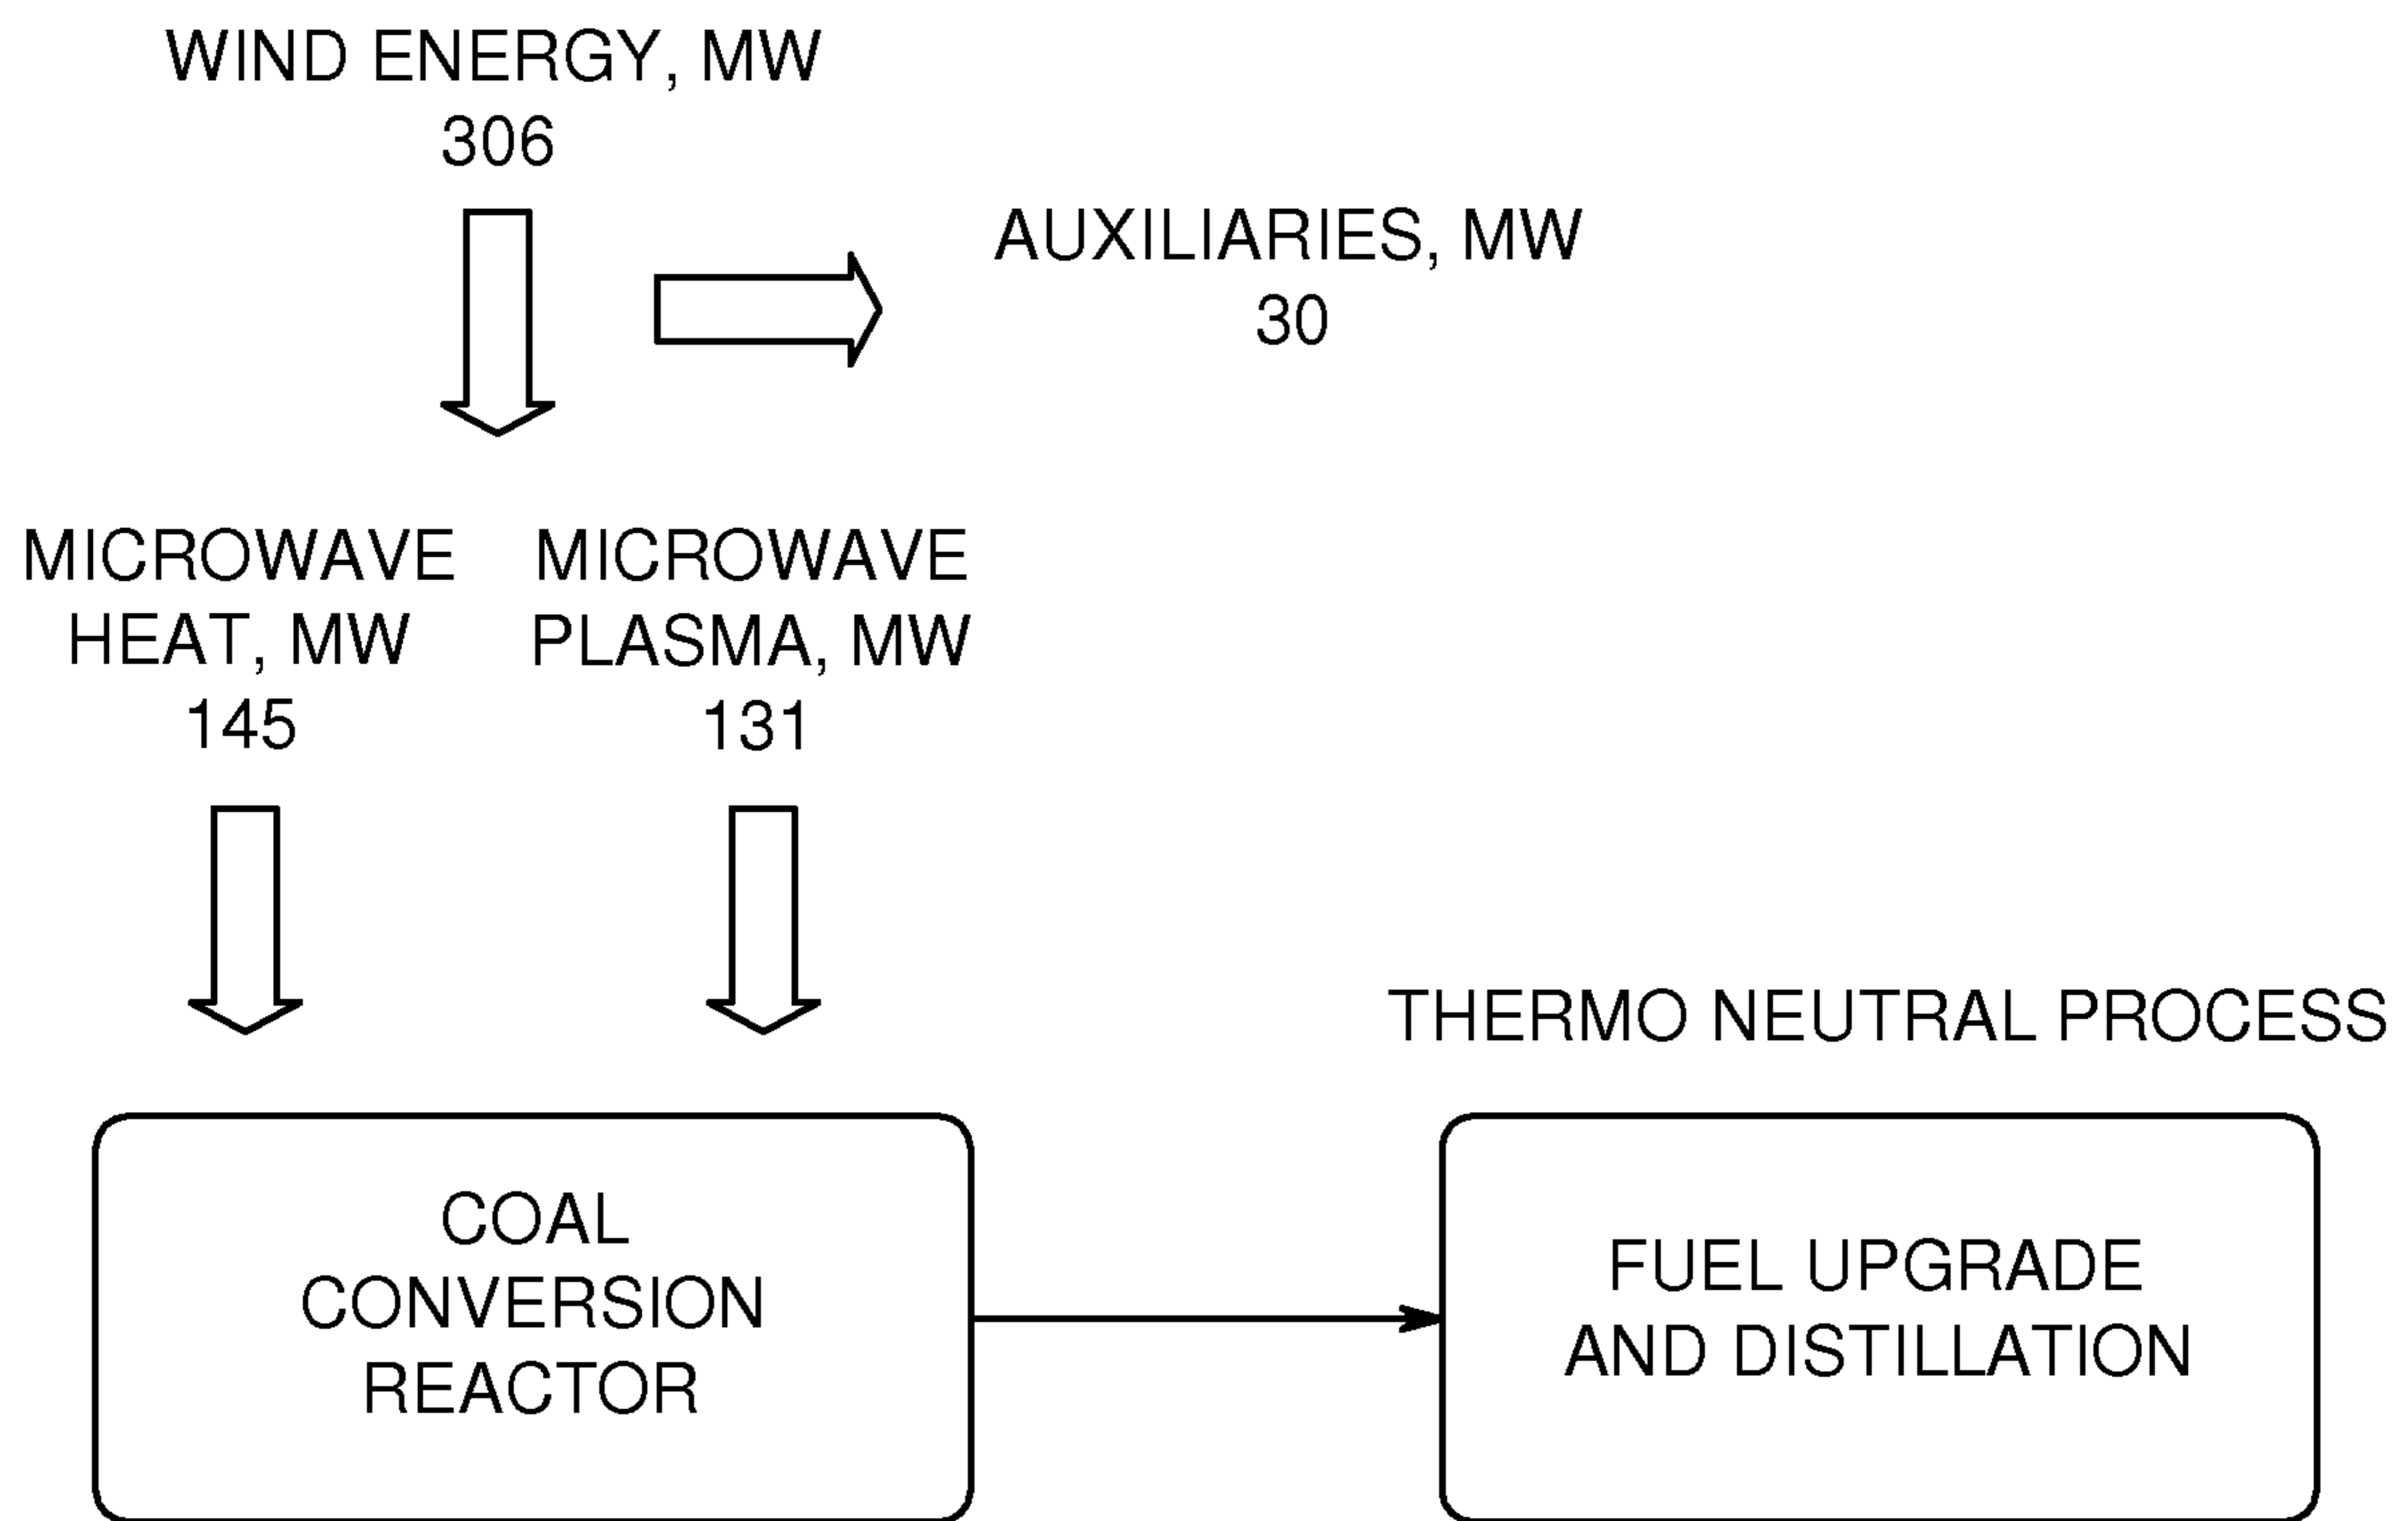 WIND ENERGY, MW
306
AUXILIARIES, MW
30
MICROWAVE
HEAT, MW
145
MICROWAVE
PLASMA, MW
131
THERMO NEUTRAL PROCESS
COAL
CONVERSION
REACTOR
FUEL UPGRADE
AND DISTILLATION